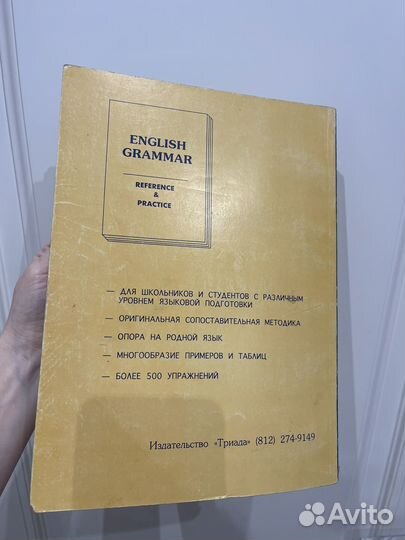 ENGLISH
GRAMMAR
REFERENCE
&
PRACTICE
— ДЛЯ ШКОЛЬНИКОВ И СТУДЕНТОВ С РАЗЛИЧНЫМ
УРОВНЕМ ЯЗЫКОВОЙ ПОДГОТОВКИ
— ОРИГИНАЛЬНАЯ СОПОСТАВИТЕЛЬНАЯ МЕТОДИКА
— ОПОРА НА РОДНОЙ ЯЗЫК
— МНОГООБРАЗИЕ ПРИМЕРОВ И ТАБЛИЦ
— БОЛЕЕ 500 УПРАЖНЕНИЙ
Издательство «Триада» (812) 274-9149
Avito